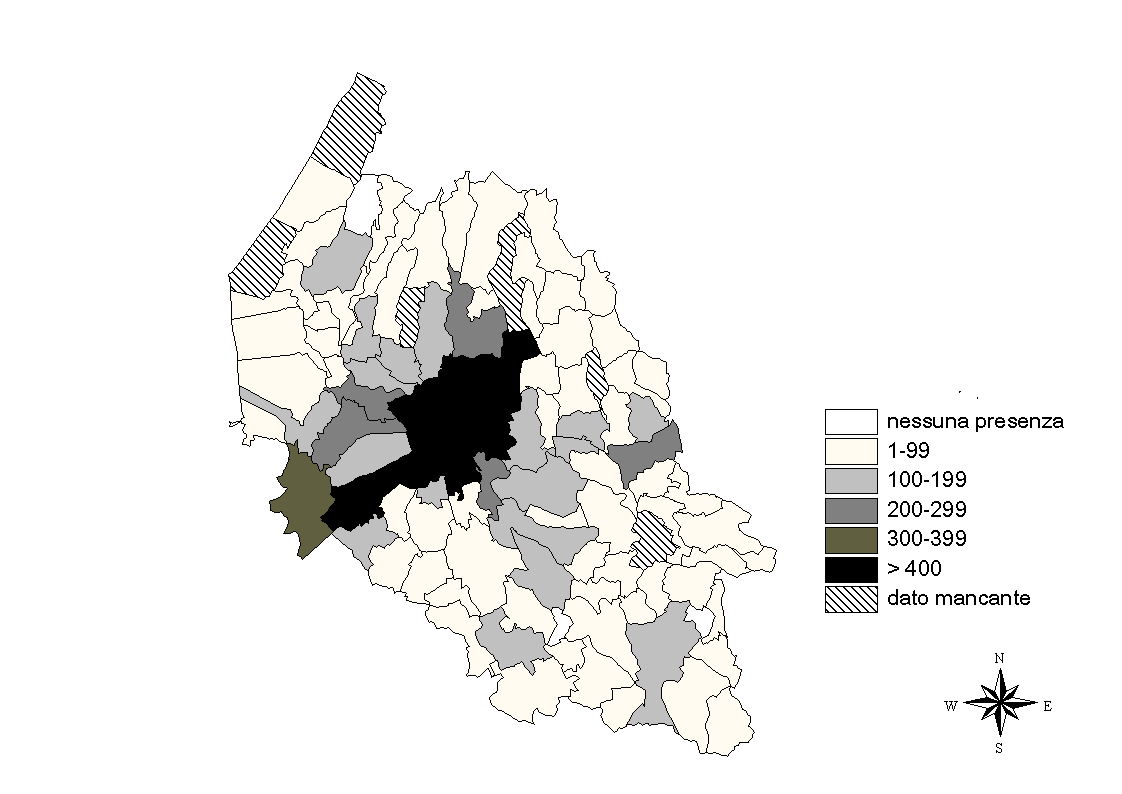 nessuna presenza
1-99
100-199
200-299
300-399
> 400
dato mancante
N
W E
S